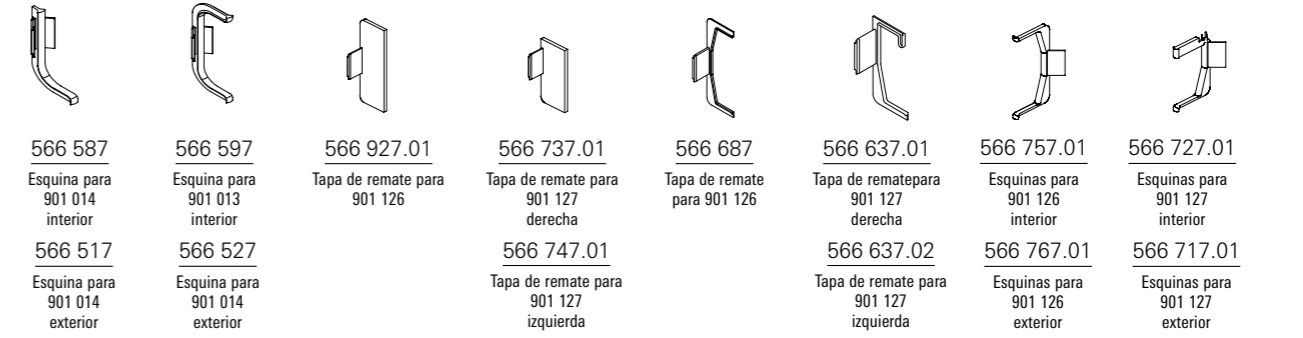 566 587
Esquina para
901 014
interior
566 597
Esquina para
901 013
interior
566 927.01
Tapa de remate para
901 126
566 737.01
Tapa de remate para
901 127
derecha
566 687
Tapa de remate
para 901 126
566 637.01
Tapa de rematepara
901 127
derecha
566 757.01
Esquinas para
901 126
interior
566 727.01
Esquinas para
901 127
interior
566 517
Esquina para
901 014
exterior
566 527
Esquina para
901 014
exterior
566 747.01
Tapa de remate para
901 127
izquierda
566 637.02
Tapa de remate para
901 127
izquierda
566 767.01
Esquinas para
901 126
exterior
566 717.01
Esquinas para
901 127
exterior